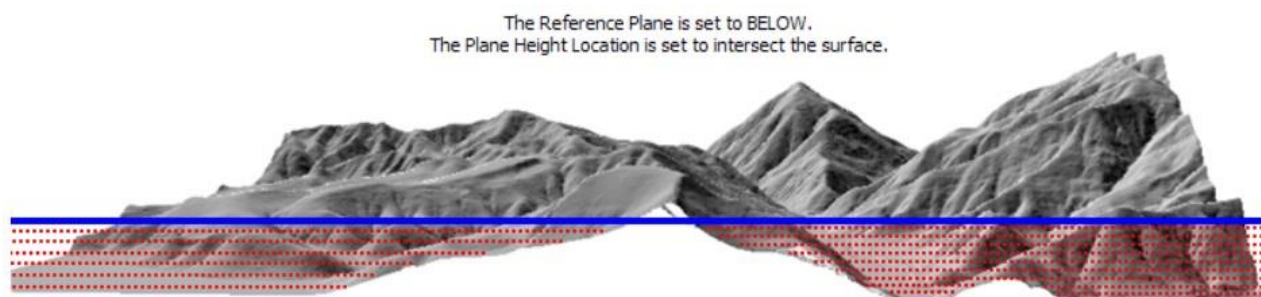 The Reference Plane is set to BELOW.
The Plane Height Location is set to intersect the surface.